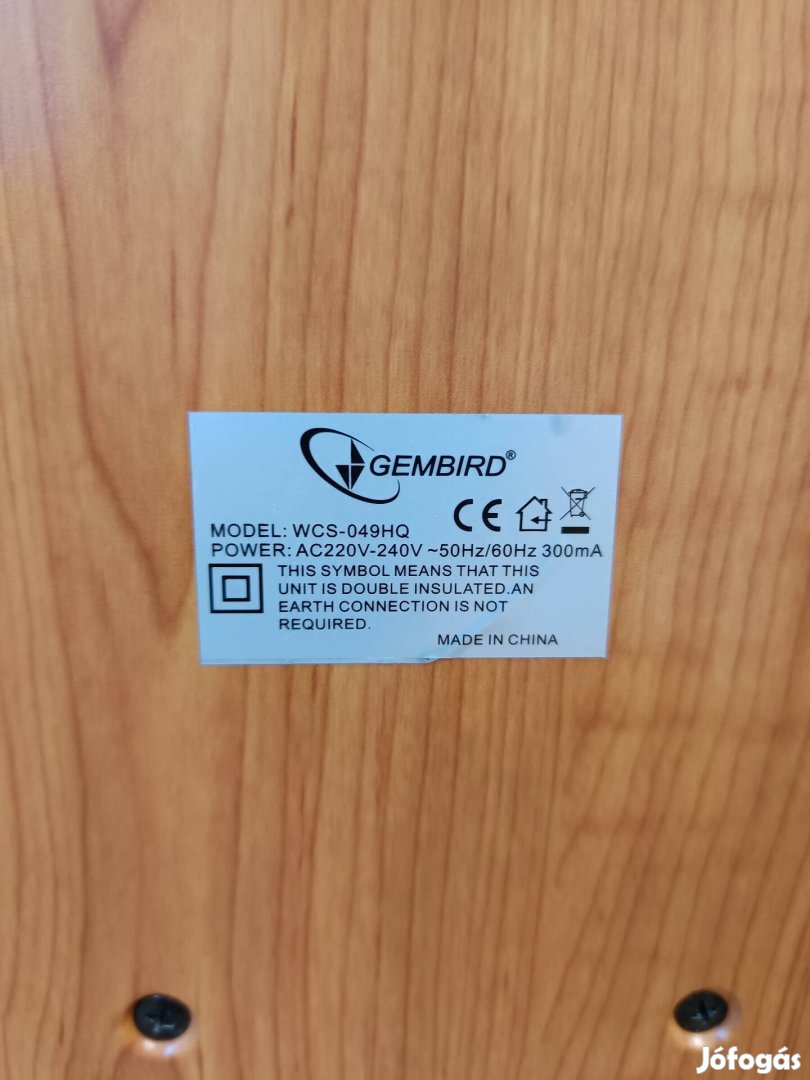 GEMBIRD®
CE
MODEL: WCS-049HQ
POWER: AC220V-240V ~50Hz/60Hz 300mA
THIS SYMBOL MEANS THAT THIS
UNIT IS DOUBLE INSULATED.AN
EARTH CONNECTION IS NOT
REQUIRED.
MADE IN CHINA
Jófogás